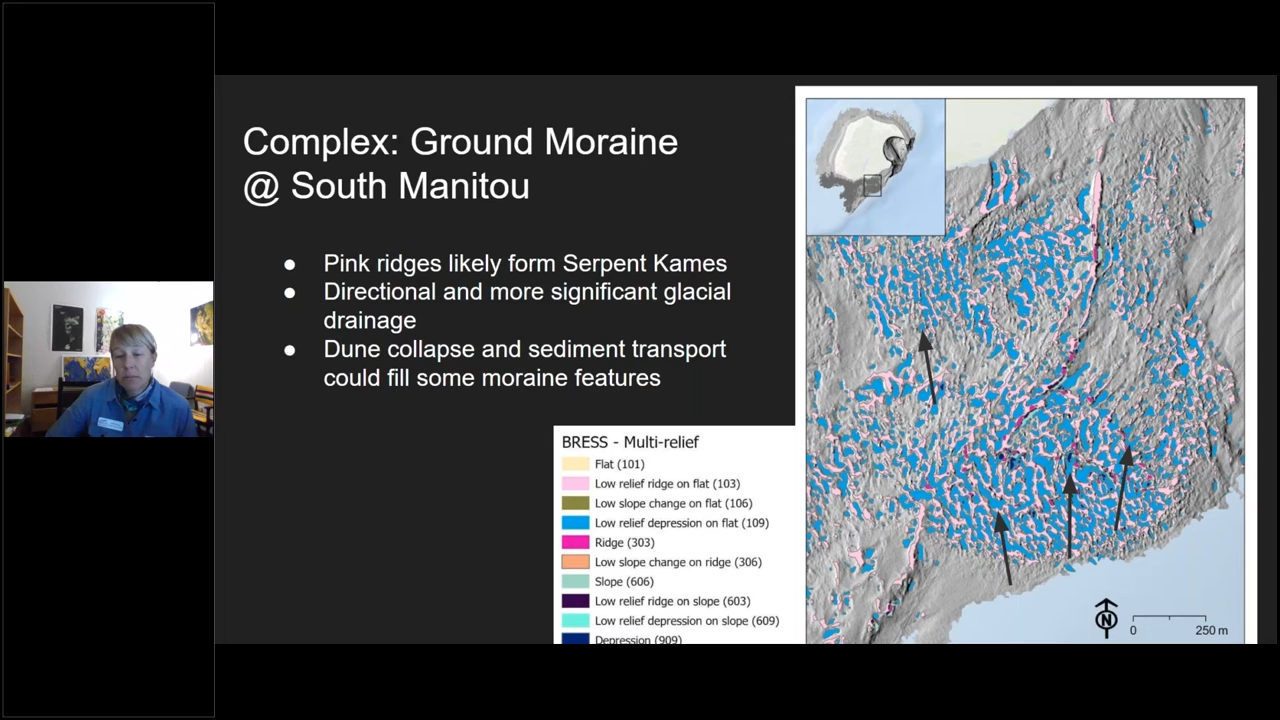 Complex: Ground Moraine
@ South Manitou
● Pink ridges likely form Serpent Kames
● Directional and more significant glacial
drainage
● Dune collapse and sediment transport
could fill some moraine features
BRESS - Multi-relief
Flat (101)
Low relief ridge on flat (103)
Low slope change on flat (106)
Low relief depression on flat (109)
Ridge (303)
Low slope change on ridge (306)
Slope (606)
Low relief ridge on slope (603)
Low relief depression on slope (609)
Depression (909)
N
0 250 m